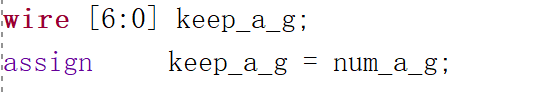 wire [6:0] keep_a_g;
assign keep_a_g = num_a_g;